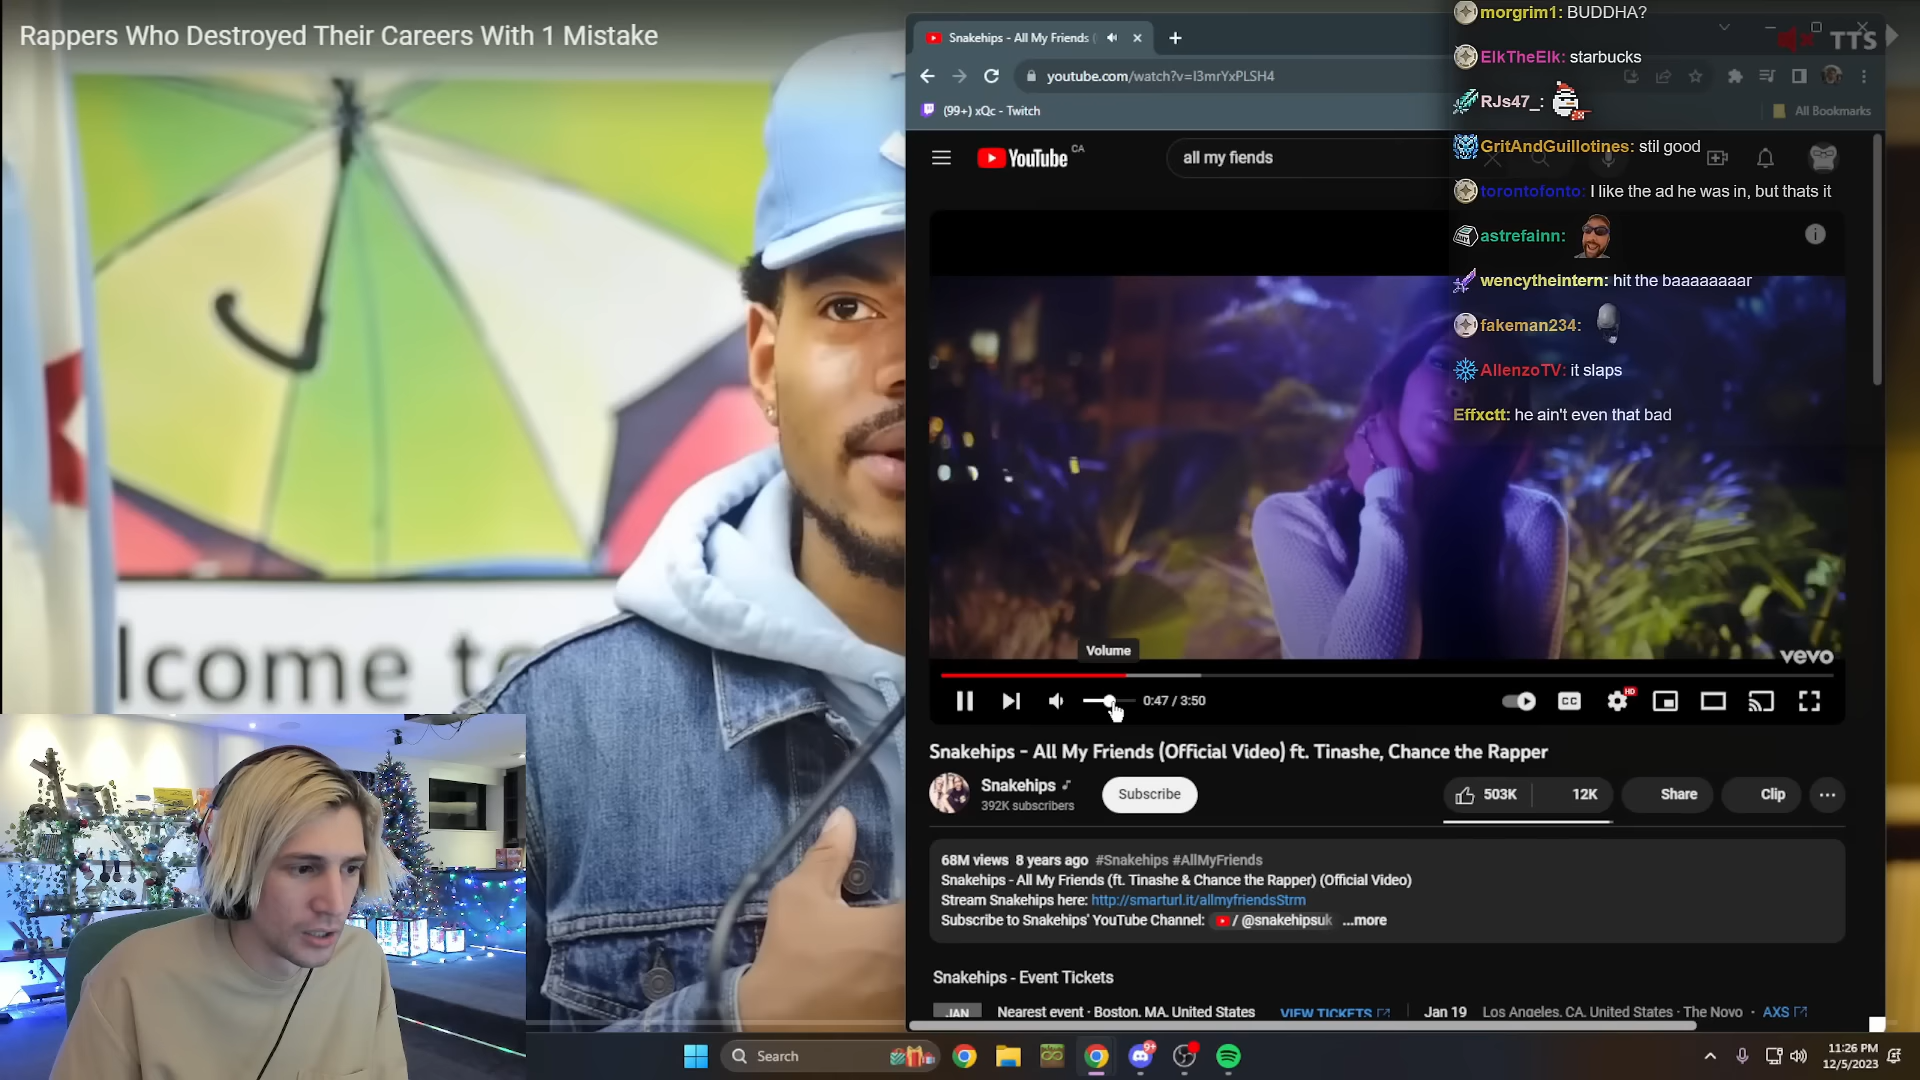 Rappers Who Destroyed Their Careers With 1 Mistake
lcome to
Snakehips - All My Friends (
youtube.com/watch?v=I3mrYxPLSH4
(99+) xQc - Twitch
All Bookmarks
YouTube CA
all my fiends
TTS
morgrim1: BUDDHA?
ElkTheElk: starbucks
RJs47_:
GritAndGuillotines: stil good
torontofonto: I like the ad he was in, but thats it
astrefainn:
wencytheintern: hit the baaaaaaaar
fakeman234:
AllenzoTV: it slaps
Effxctt: he ain't even that bad
vevo
Volume
0:47 / 3:50
CC
HD
Snakehips - All My Friends (Official Video) ft. Tinashe, Chance the Rapper
Snakehips
392K subscribers
Subscribe
503K
12K
Share
Clip
68M views 8 years ago #Snakehips #AllMyFriends
Snakehips - All My Friends (ft. Tinashe & Chance the Rapper) (Official Video)
Stream Snakehips here: http://smarturl.it/allmyfriendsStrm
Subscribe to Snakehips' YouTube Channel: / @snakehipsuk ...more
Snakehips - Event Tickets
JAN
Nearest event · Boston, MA, United States
VIEW TICKETS
Jan 19
Los Angeles, CA, United States · The Novo · AXS
Search
9+
11:26 PM
12/5/2023